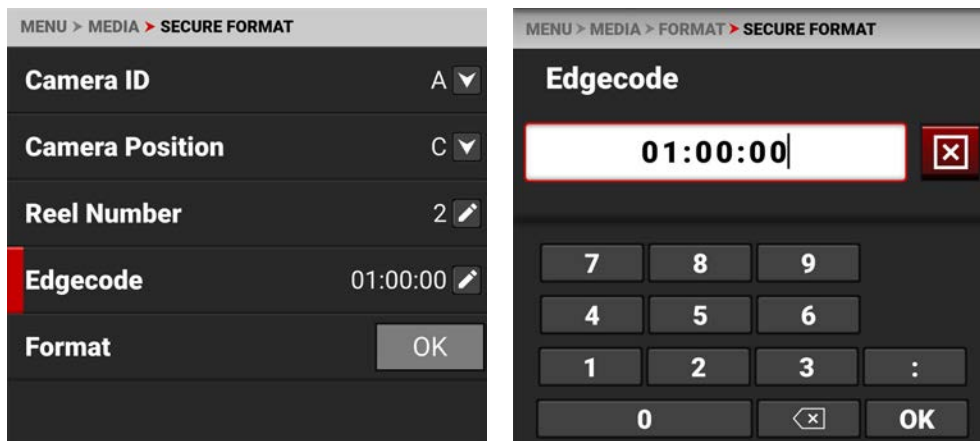 MENU > MEDIA > SECURE FORMAT
Camera ID A
Camera Position C
Reel Number 2
Edgecode 01:00:00
Format OK
MENU > MEDIA > FORMAT > SECURE FORMAT
Edgecode
01:00:00
7 8 9
4 5 6
1 2 3 :
0 OK